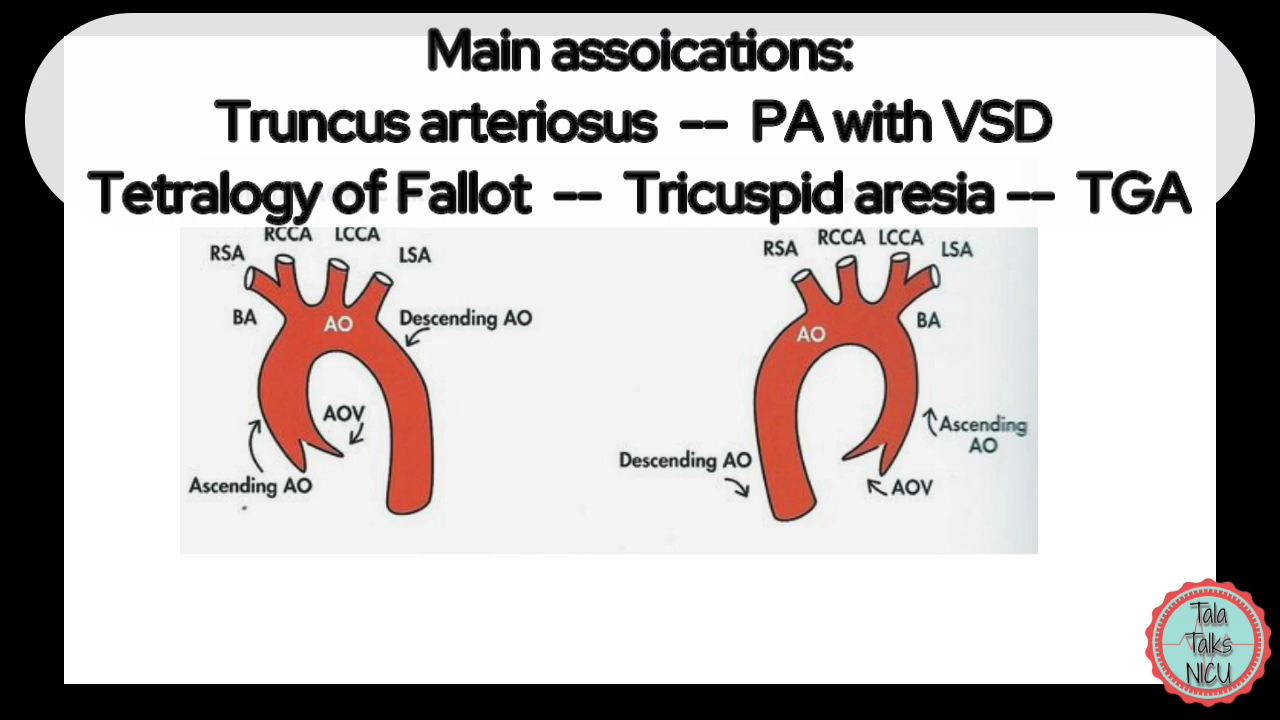 Main assoications:
Truncus arteriosus -- PA with VSD
Tetralogy of Fallot -- Tricuspid aresia -- TGA
RSA RCCA LCCA LSA
BA AO Descending AO
AOV
Ascending AO
RSA RCCA LCCA LSA
AO BA
Ascending
AO
Descending AO
AOV
Tala
Talks
NICU